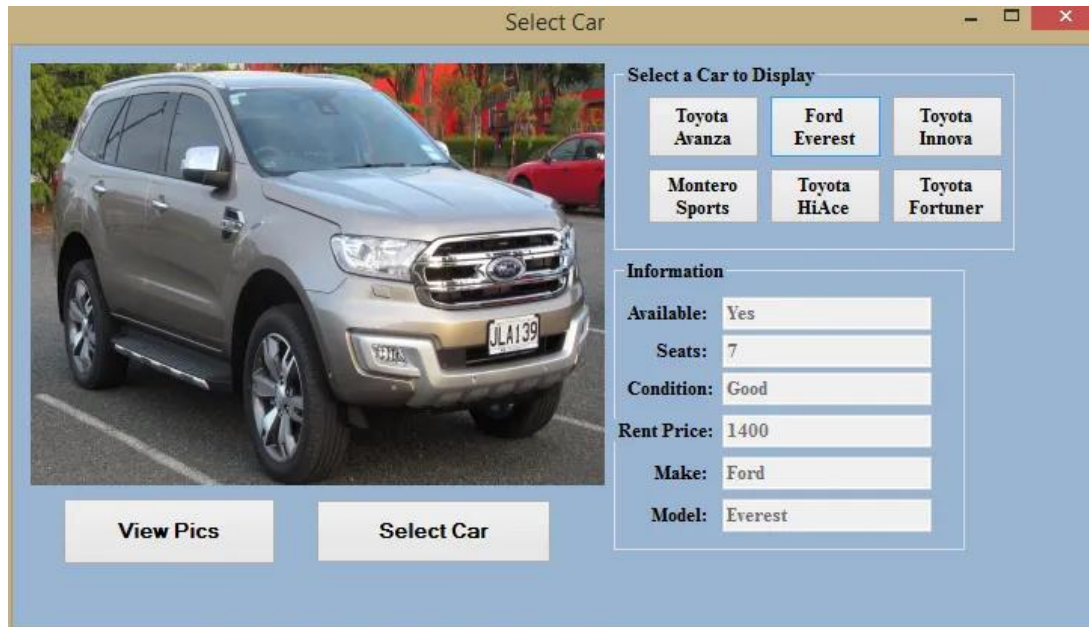 Select Car
Select a Car to Display
Toyota
Avanza
Ford
Everest
Toyota
Innova
Montero
Sports
Toyota
HiAce
Toyota
Fortuner
JLA139
Information
Available: Yes
Seats: 7
Condition: Good
Rent Price: 1400
Make: Ford
Model: Everest
View Pics
Select Car